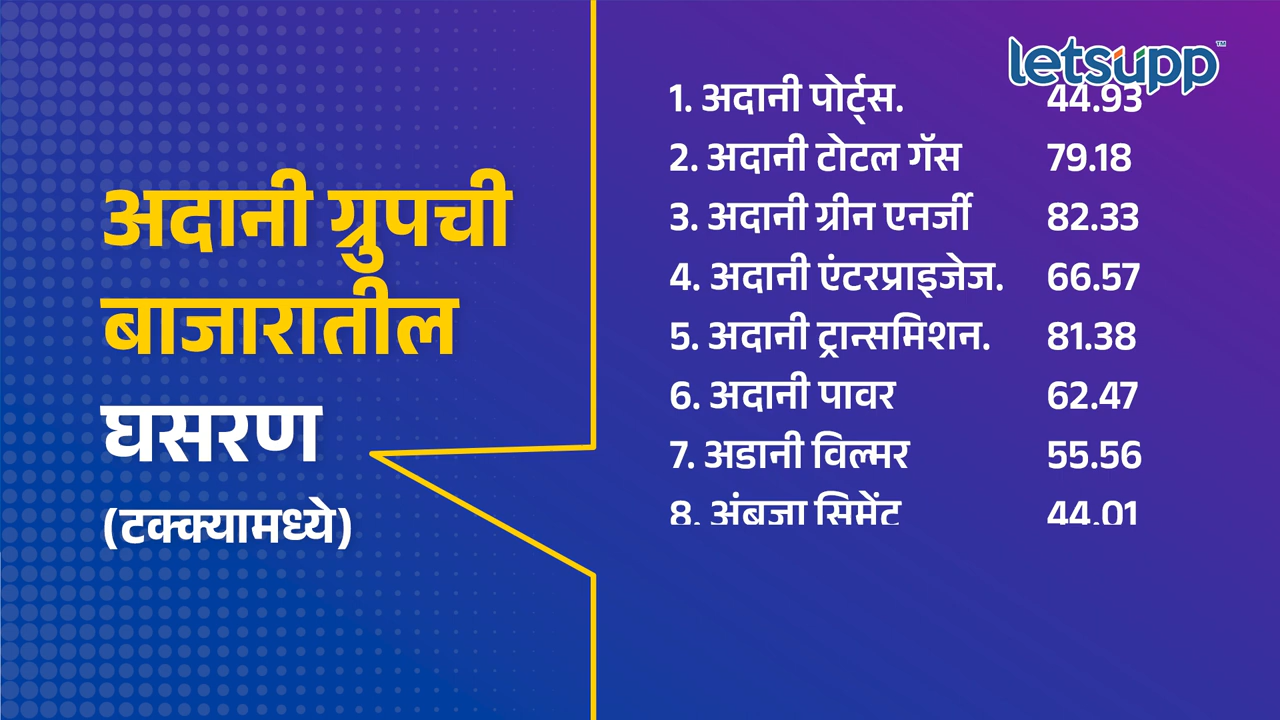 अदानी ग्रुपची
बाजारातील
घसरण
(टक्क्यामध्ये)
letsupp™
1. अदानी पोर्ट्स. 44.93
2. अदानी टोटल गॅस 79.18
3. अदानी ग्रीन एनर्जी 82.33
4. अदानी एंटरप्राइजेज. 66.57
5. अदानी ट्रान्समिशन. 81.38
6. अदानी पावर 62.47
7. अडानी विल्मर 55.56
8. अंबुजा सिमेंट 44.01